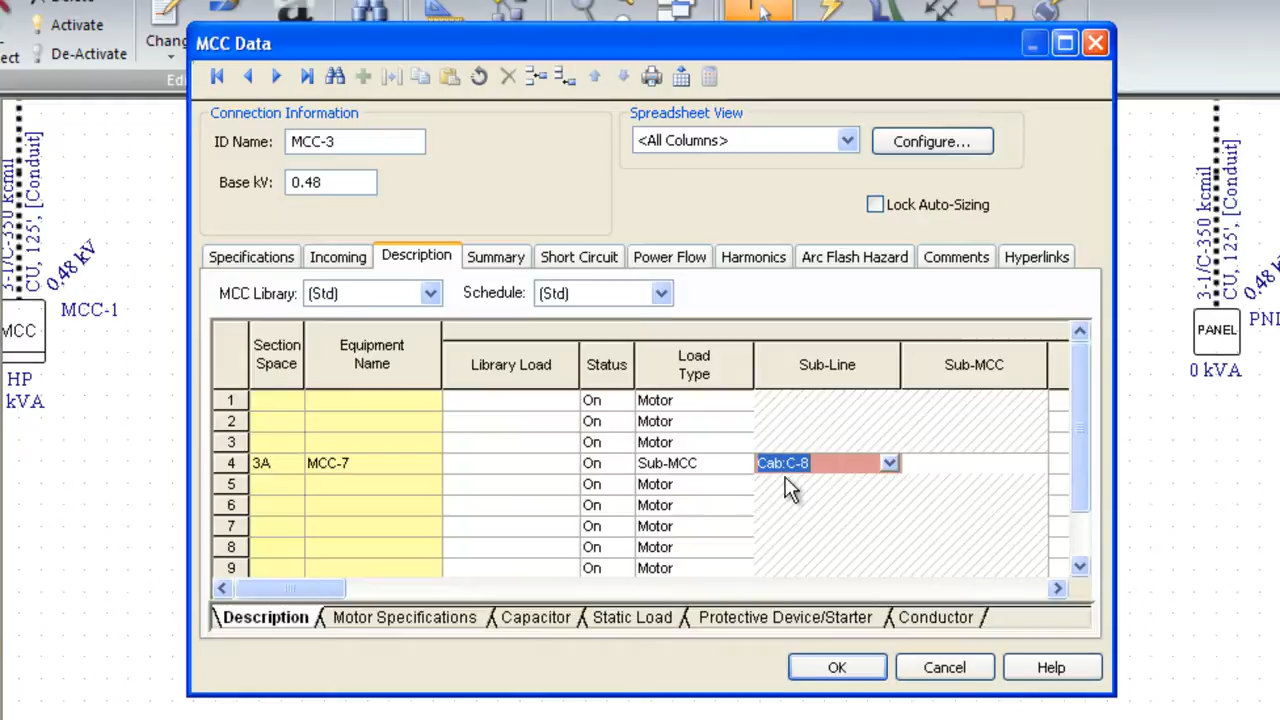 Activate
De-Activate
Chang
MCC Data
Connection Information
ID Name: MCC-3
Base kV: 0.48
Spreadsheet View
<All Columns>
Configure...
Lock Auto-Sizing
Specifications Incoming Description Summary Short Circuit Power Flow Harmonics Arc Flash Hazard Comments Hyperlinks
MCC Library: (Std) Schedule: (Std)
Section Space Equipment Name Library Load Status Load Type Sub-Line Sub-MCC
1 On Motor
2 On Motor
3 On Motor
4 3A MCC-7 On Sub-MCC Cab:C-8
5 On Motor
6 On Motor
7 On Motor
8 On Motor
9 On Motor
Description Motor Specifications Capacitor Static Load Protective Device/Starter Conductor
OK Cancel Help
CU, 125', [Conduit]
0.48 kV
MCC-1
MCC
HP
kVA
3-1/C-350 kcmil
CU, 125', [Conduit]
PANEL
0 kVA